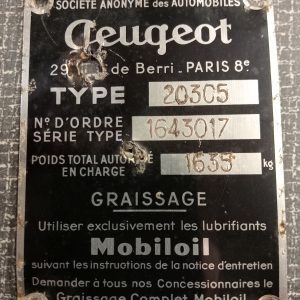 SOCIÉTÉ ANONYME DES AUTOMOBILES
Peugeot
29 de Berri. PARIS 8e
TYPE 203C5
N° D'ORDRE
SÉRIE TYPE 1643017
POIDS TOTAL AUTORISÉ
EN CHARGE 1635 kg
GRAISSAGE
Utiliser exclusivement les lubrifiants
Mobiloil
suivant les instructions de la notice d'entretien
Demander à tous nos Concessionnaires le
Graissage Complet Mobiloil